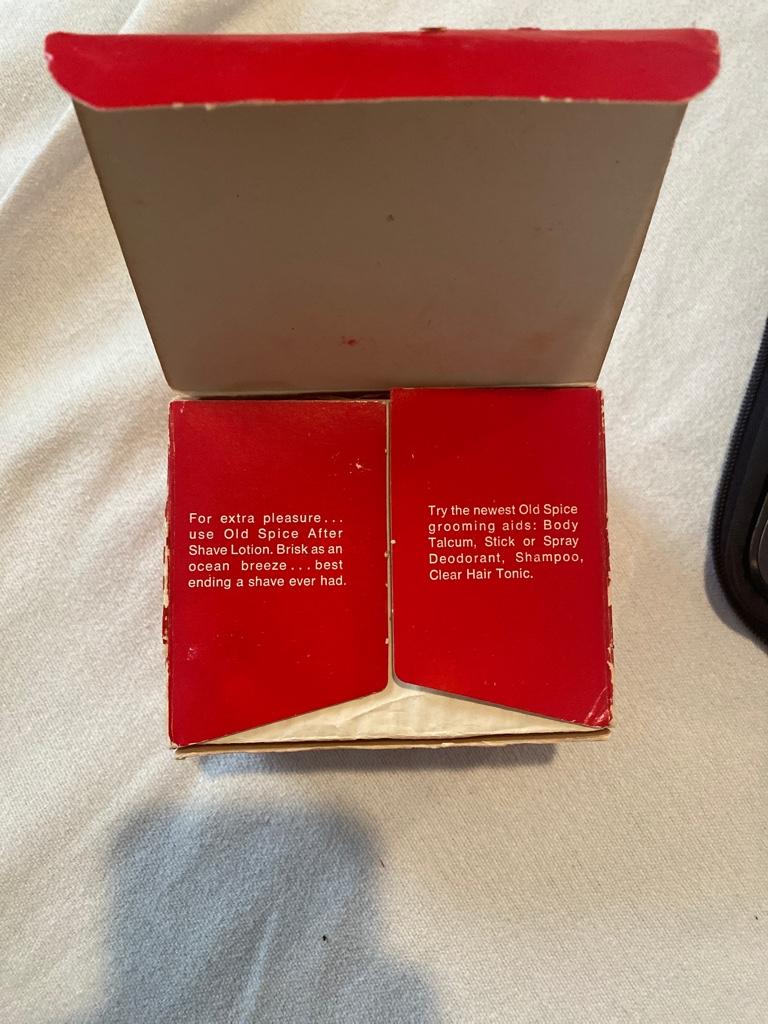 For extra pleasure...
use Old Spice After
Shave Lotion. Brisk as an
ocean breeze...best
ending a shave ever had.
Try the newest Old Spice
grooming aids: Body
Talcum, Stick or Spray
Deodorant, Shampoo,
Clear Hair Tonic.